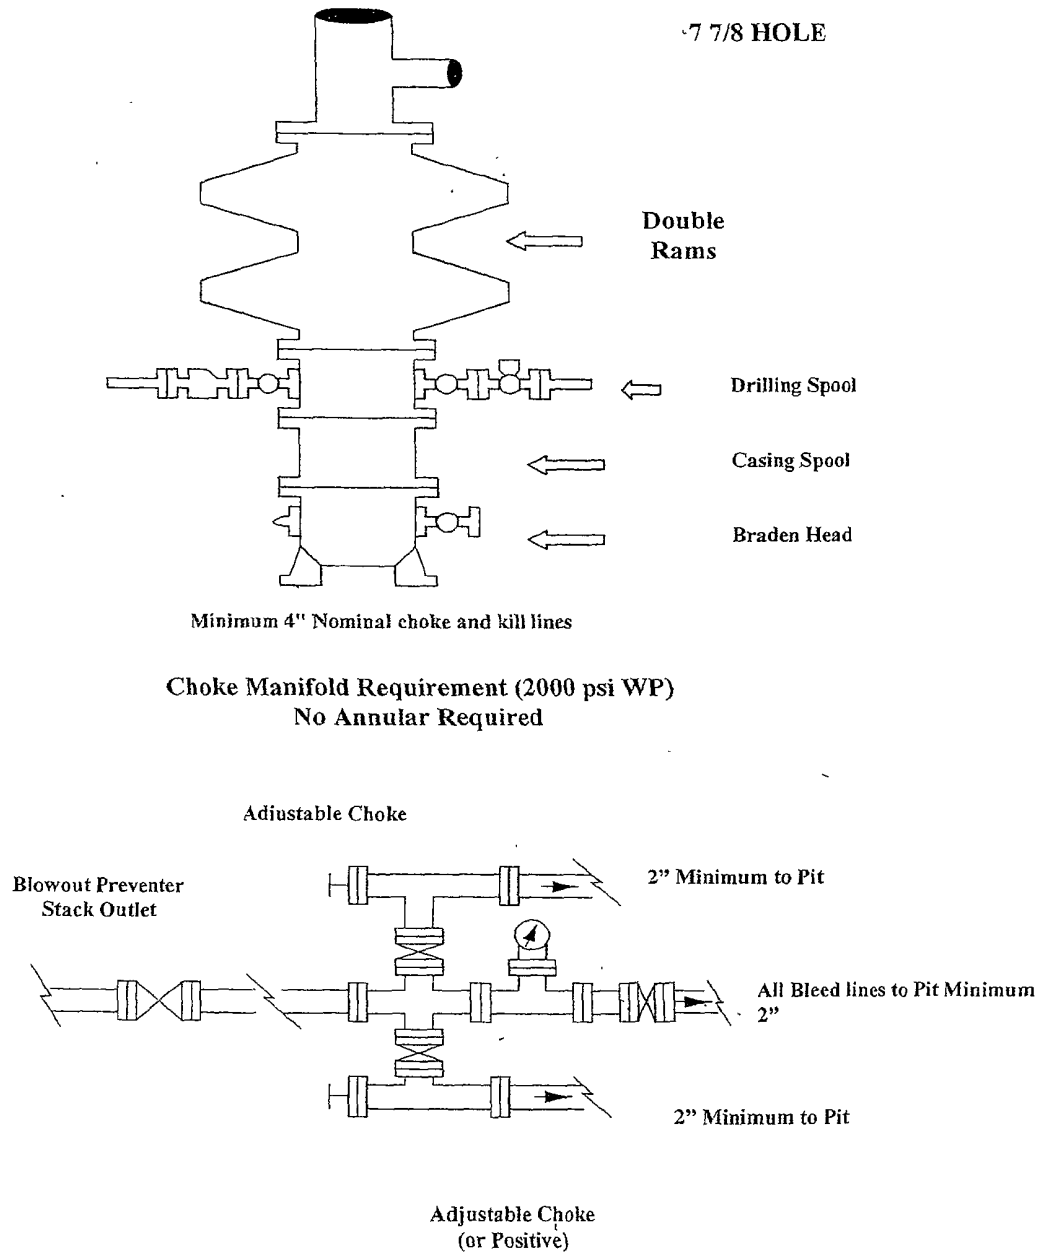 7 7/8 HOLE
Double
Rams
Drilling Spool
Casing Spool
Braden Head
Minimum 4" Nominal choke and kill lines
Choke Manifold Requirement (2000 psi WP)
No Annular Required
Adiustable Choke
Blowout Preventer
Stack Outlet
2” Minimum to Pit
All Bleed lines to Pit Minimum
2”
2” Minimum to Pit
Adjustable Choke
(or Positive)